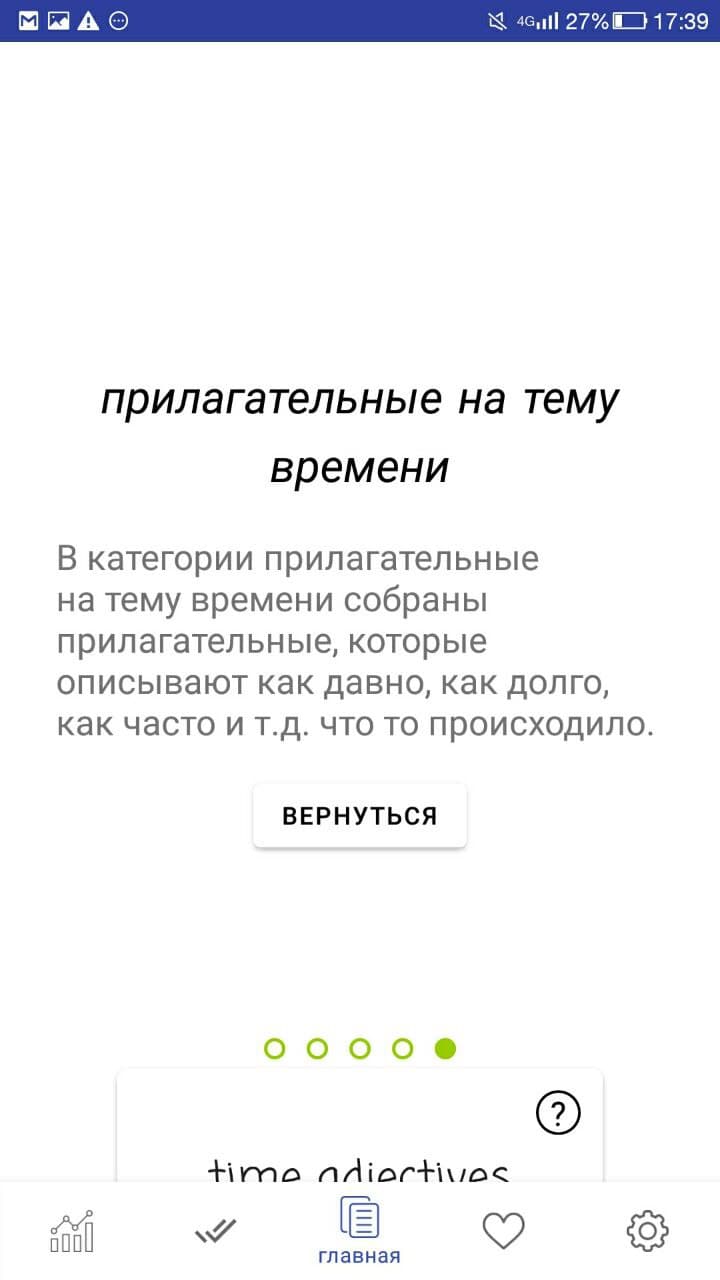 4G 27% 17:39
прилагательные на тему
времени
В категории прилагательные
на тему времени собраны
прилагательные, которые
описывают как давно, как долго,
как часто и т.д. что то происходило.
ВЕРНУТЬСЯ
?
time adjectives
главная